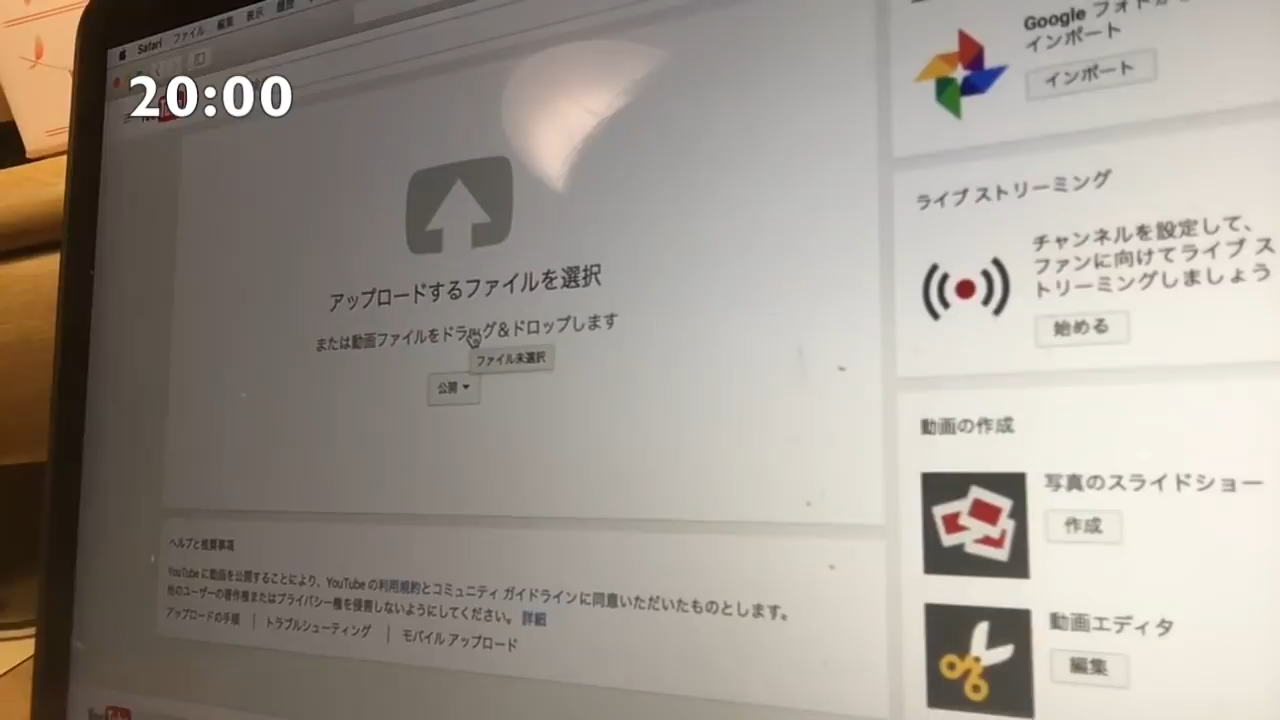 Safari ファイル 編集 表示 履歴
20:00
アップロードするファイルを選択
または動画ファイルをドラッグ&ドロップします
ファイル未選択
公開
ヘルプと推奨事項
YouTube に動画を公開することにより、YouTube の利用規約とコミュニティ ガイドラインに同意いただいたものとします。
他のユーザーの著作権またはプライバシー権を侵害しないようにしてください。 詳細
アップロードの手順 | トラブルシューティング | モバイル アップロード
YouTube
Google フォトから
インポート
インポート
ライブ ストリーミング
チャンネルを設定して、
ファンに向けてライブ ス
トリーミングしましょう
始める
動画の作成
写真のスライドショー
作成
動画エディタ
編集